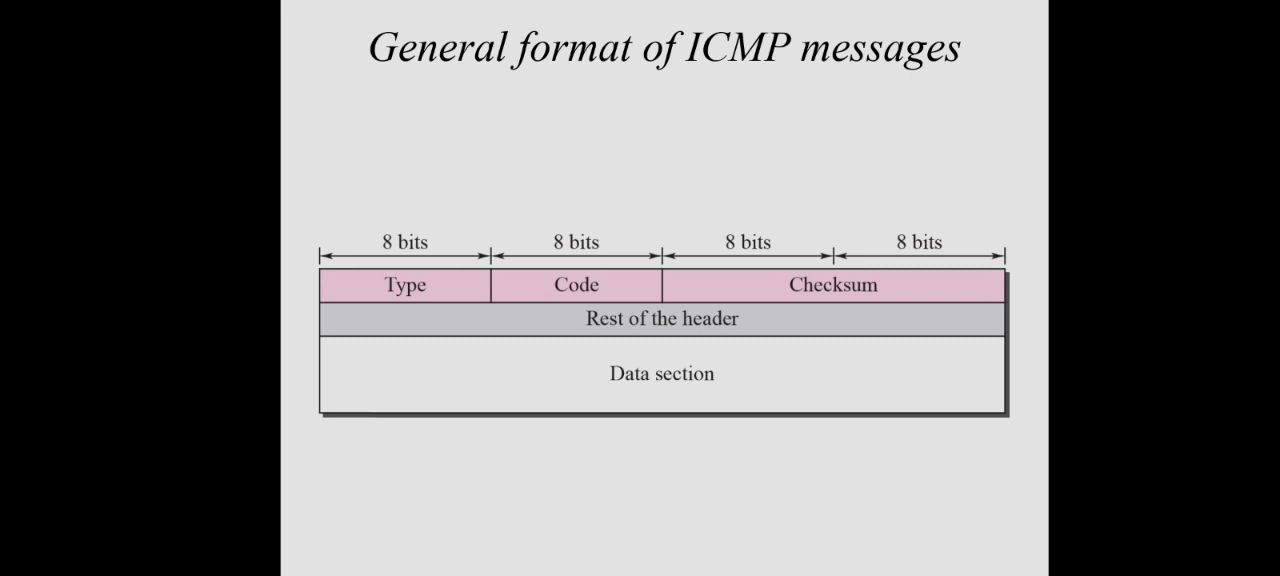 General format of ICMP messages
8 bits 8 bits 8 bits 8 bits
Type Code Checksum
Rest of the header
Data section